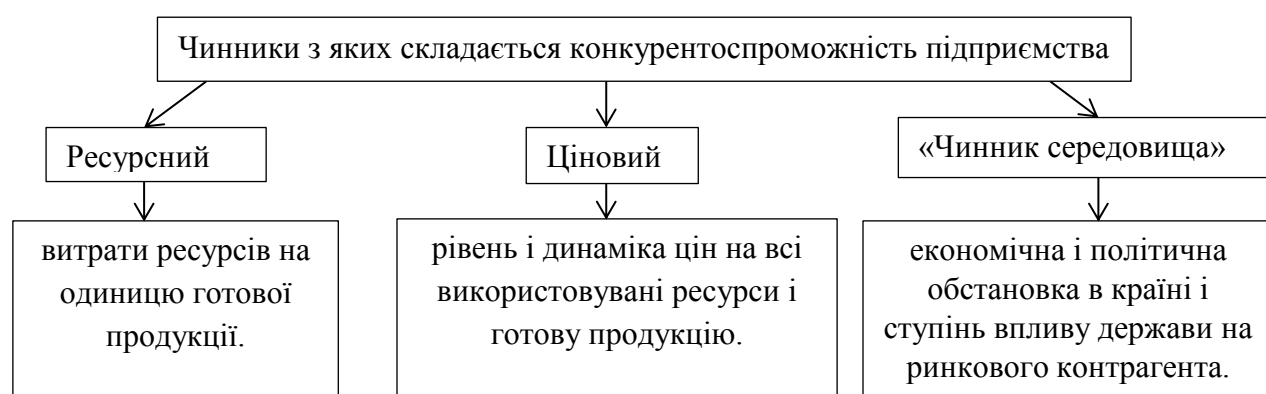 Чинники з яких складається конкурентоспроможність підприємства
Ресурсний
Ціновий
«Чинник середовища»
витрати ресурсів на
одиницю готової
продукції.
рівень і динаміка цін на всі
використовувані ресурси і
готову продукцію.
економічна і політична
обстановка в країні і
ступінь впливу держави на
ринкового контрагента.